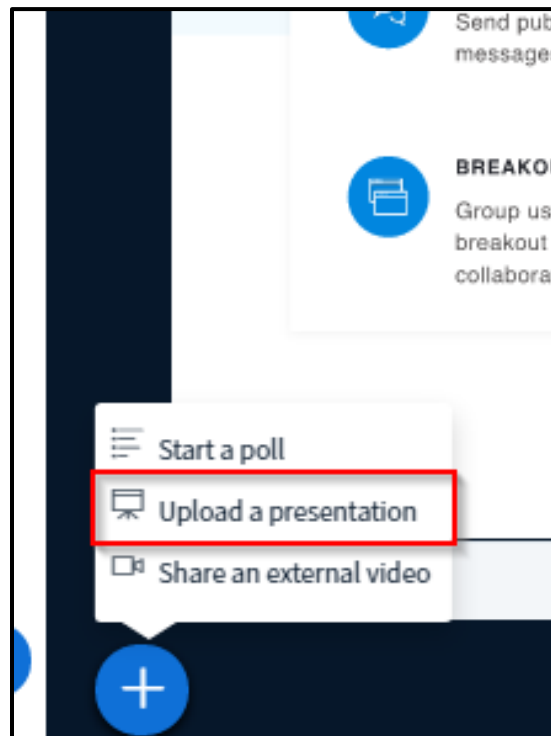 Send pub
message
BREAKOU
Group us
breakout
collabora
Start a poll
Upload a presentation
Share an external video